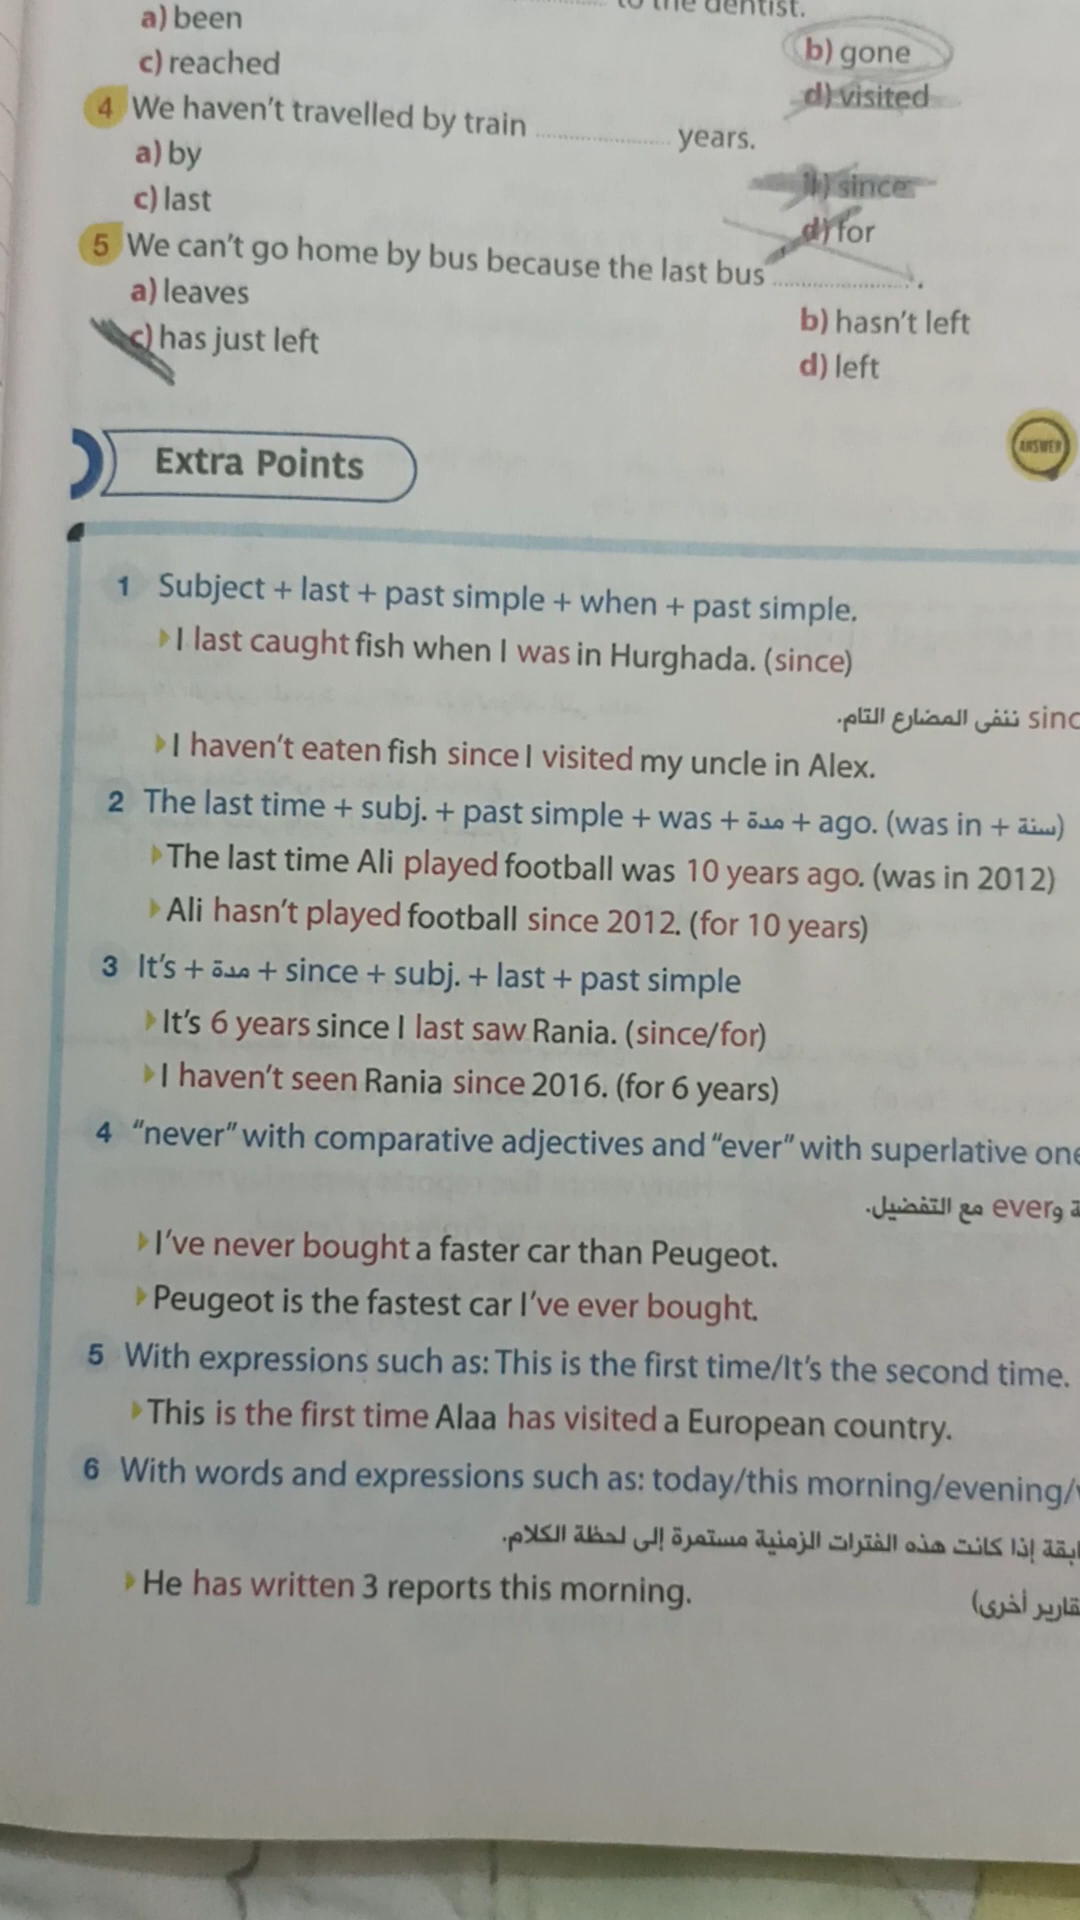 to the dentist.
a) been
b) gone
c) reached
d) visited
4 We haven't travelled by train .................... years.
a) by
b) since
c) last
d) for
5 We can't go home by bus because the last bus .................... .
a) leaves
b) hasn't left
c) has just left
d) left
Extra Points
ANSWER
1 Subject + last + past simple + when + past simple.
I last caught fish when I was in Hurghada. (since)
sinc ننفى المضارع التام.
I haven't eaten fish since I visited my uncle in Alex.
2 The last time + subj. + past simple + was + مدة + ago. (was in + سنة)
The last time Ali played football was 10 years ago. (was in 2012)
Ali hasn't played football since 2012. (for 10 years)
3 It's + مدة + since + subj. + last + past simple
It's 6 years since I last saw Rania. (since/for)
I haven't seen Rania since 2016. (for 6 years)
4 "never" with comparative adjectives and "ever" with superlative one
ة وever مع التفضيل.
I've never bought a faster car than Peugeot.
Peugeot is the fastest car I've ever bought.
5 With expressions such as: This is the first time/It's the second time.
This is the first time Alaa has visited a European country.
6 With words and expressions such as: today/this morning/evening/
ابقة إذا كانت هذه الفترات الزمنية مستمرة إلى لحظة الكلام.
He has written 3 reports this morning.
قارير أخرى)